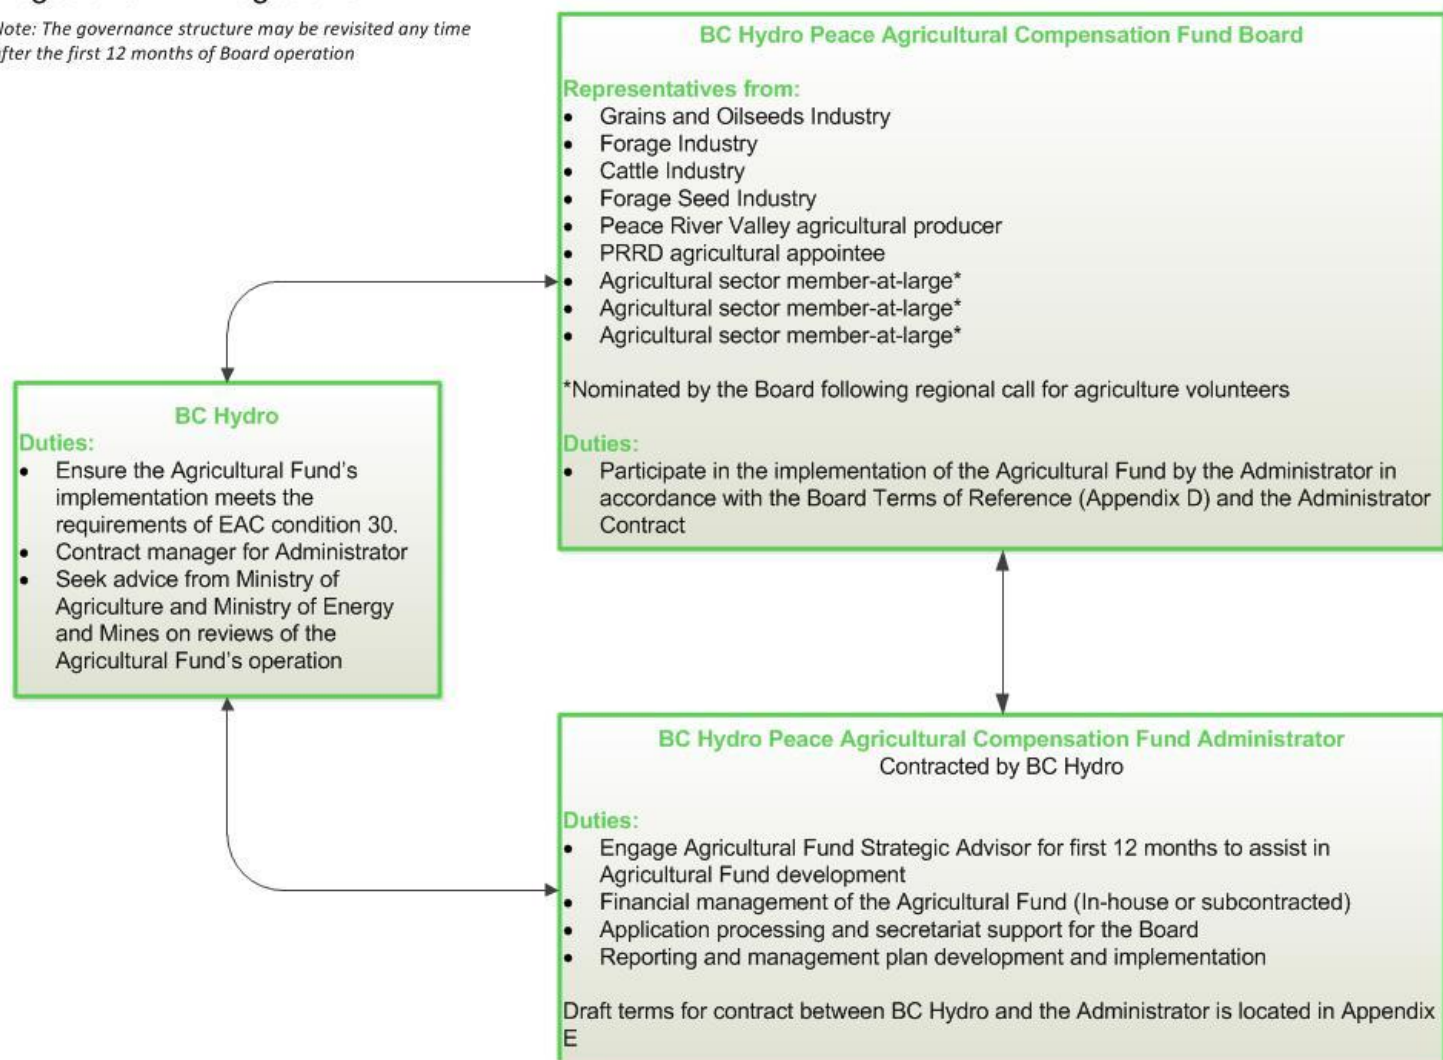 Note: The governance structure may be revisited any time
after the first 12 months of Board operation
BC Hydro Peace Agricultural Compensation Fund Board
Representatives from:
• Grains and Oilseeds Industry
• Forage Industry
• Cattle Industry
• Forage Seed Industry
• Peace River Valley agricultural producer
• PRRD agricultural appointee
• Agricultural sector member-at-large*
• Agricultural sector member-at-large*
• Agricultural sector member-at-large*
*Nominated by the Board following regional call for agriculture volunteers
Duties:
• Participate in the implementation of the Agricultural Fund by the Administrator in
accordance with the Board Terms of Reference (Appendix D) and the Administrator
Contract
BC Hydro
Duties:
• Ensure the Agricultural Fund's
implementation meets the
requirements of EAC condition 30.
• Contract manager for Administrator
• Seek advice from Ministry of
Agriculture and Ministry of Energy
and Mines on reviews of the
Agricultural Fund's operation
BC Hydro Peace Agricultural Compensation Fund Administrator
Contracted by BC Hydro
Duties:
• Engage Agricultural Fund Strategic Advisor for first 12 months to assist in
Agricultural Fund development
• Financial management of the Agricultural Fund (In-house or subcontracted)
• Application processing and secretariat support for the Board
• Reporting and management plan development and implementation
Draft terms for contract between BC Hydro and the Administrator is located in Appendix
E